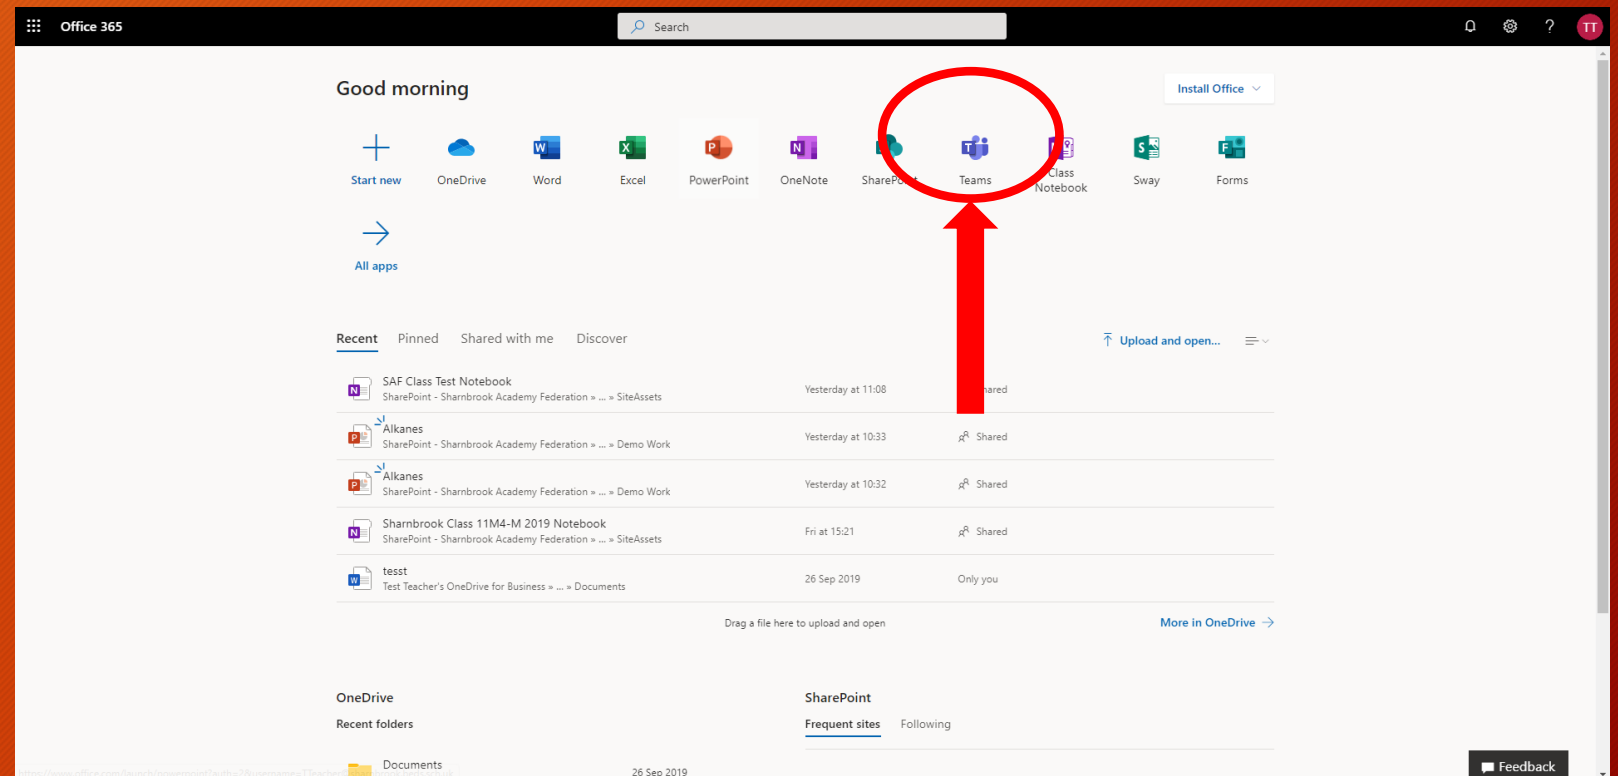 Office 365
Search
?
TT
Good morning
Install Office
Start new
OneDrive
Word
Excel
PowerPoint
OneNote
SharePoint
Teams
Class
Notebook
Sway
Forms
All apps
Recent Pinned Shared with me Discover
Upload and open...
SAF Class Test Notebook
SharePoint - Sharnbrook Academy Federation » ... » SiteAssets
Yesterday at 11:08
hared
Alkanes
SharePoint - Sharnbrook Academy Federation » ... » Demo Work
Yesterday at 10:33
Shared
Alkanes
SharePoint - Sharnbrook Academy Federation » ... » Demo Work
Yesterday at 10:32
Shared
Sharnbrook Class 11M4-M 2019 Notebook
SharePoint - Sharnbrook Academy Federation » ... » SiteAssets
Fri at 15:21
Shared
tesst
Test Teacher's OneDrive for Business » ... » Documents
26 Sep 2019
Only you
Drag a file here to upload and open
More in OneDrive
OneDrive
Recent folders
SharePoint
Frequent sites Following
Documents
26 Sep 2019
Feedback